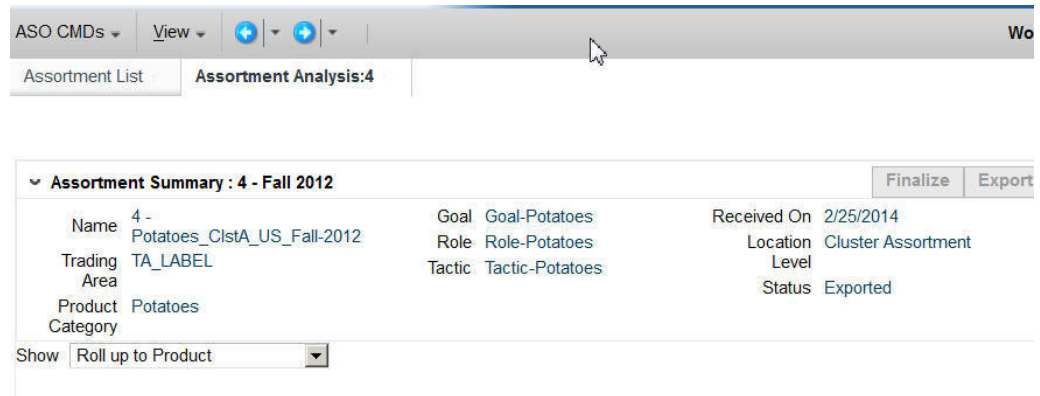 ASO CMDs View Wo
Assortment List Assortment Analysis:4
Assortment Summary : 4 - Fall 2012 Finalize Export
Name 4 -
Potatoes_ClstA_US_Fall-2012
Trading Area TA_LABEL
Product Category Potatoes
Goal Goal-Potatoes
Role Role-Potatoes
Tactic Tactic-Potatoes
Received On 2/25/2014
Location Level Cluster Assortment
Status Exported
Show Roll up to Product